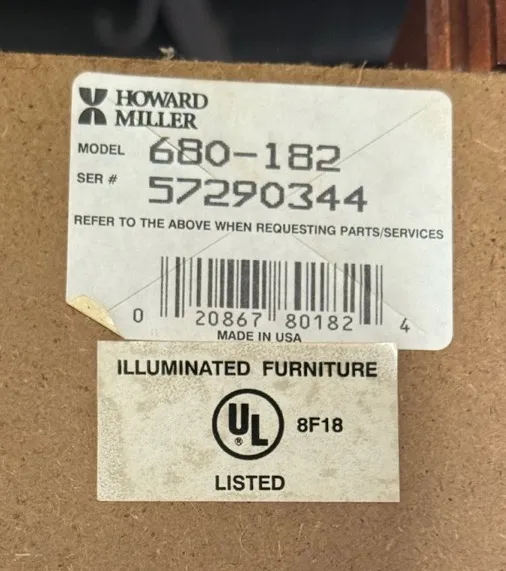 HOWARD
MILLER
MODEL 680-182
SER # 57290344
REFER TO THE ABOVE WHEN REQUESTING PARTS/SERVICES
0 20867 80182 4
MADE IN USA
ILLUMINATED FURNITURE
UL ® 8F18
LISTED